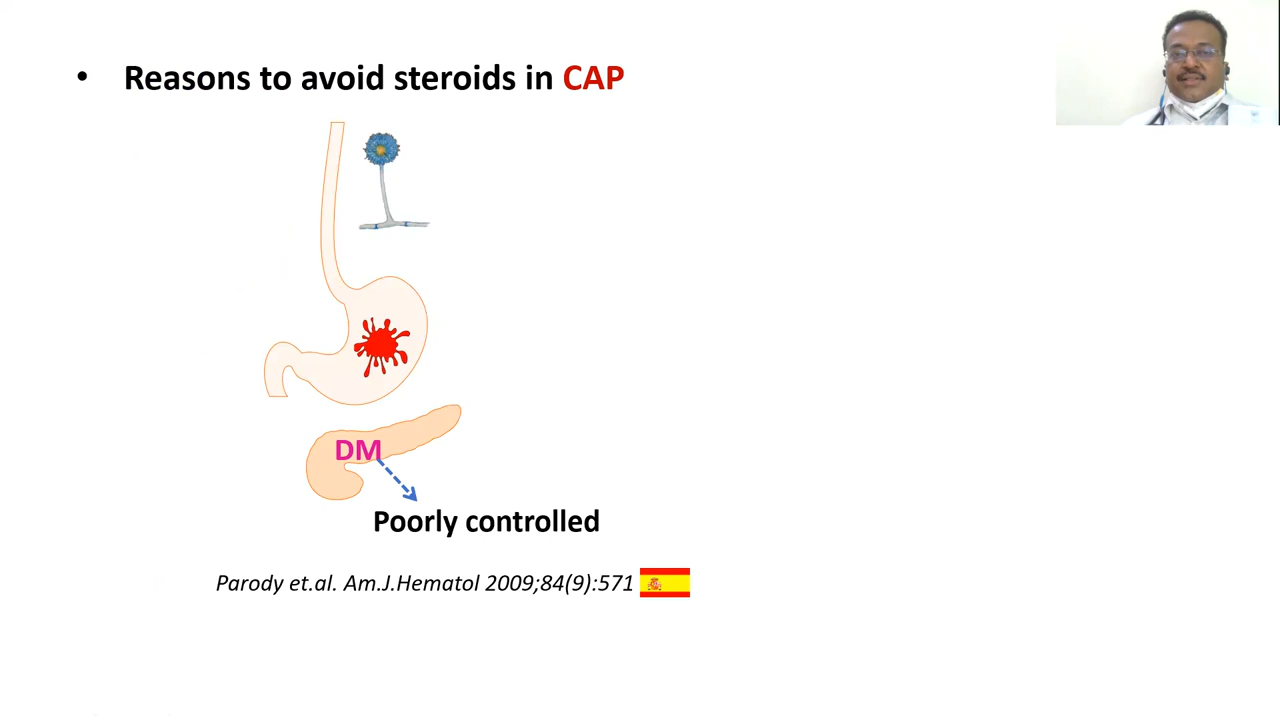 • Reasons to avoid steroids in CAP
DM
Poorly controlled
Parody et.al. Am.J.Hematol 2009;84(9):571